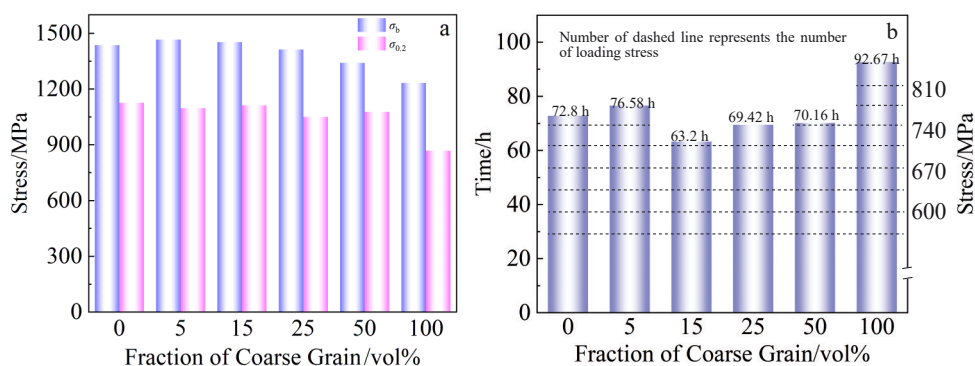 1500
1200
900
600
300
0
Stress/MPa
σb
σ0.2
a
0 5 15 25 50 100
Fraction of Coarse Grain/vol%
100
80
60
40
20
0
Time/h
b
Number of dashed line represents the number
of loading stress
72.8 h
76.58 h
63.2 h
69.42 h
70.16 h
92.67 h
810
740
670
600
Stress/MPa
0 5 15 25 50 100
Fraction of Coarse Grain/vol%